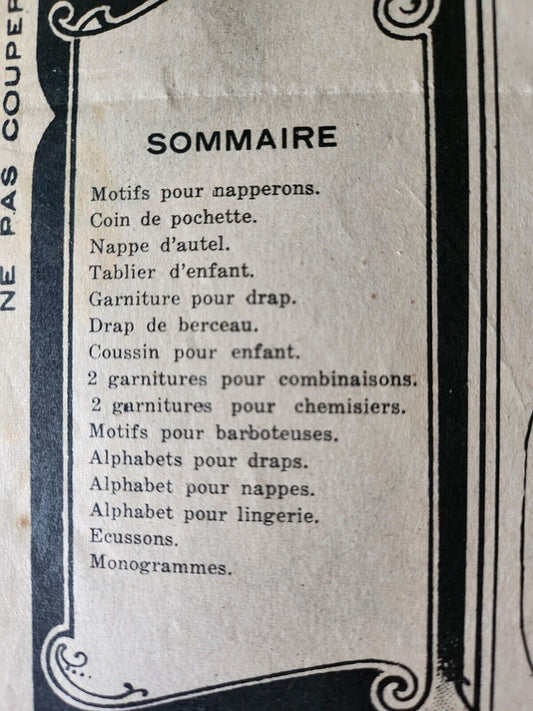 NE PAS COUPER
SOMMAIRE
Motifs pour napperons.
Coin de pochette.
Nappe d'autel.
Tablier d'enfant.
Garniture pour drap.
Drap de berceau.
Coussin pour enfant.
2 garnitures pour combinaisons.
2 garnitures pour chemisiers.
Motifs pour barboteuses.
Alphabets pour draps.
Alphabet pour nappes.
Alphabet pour lingerie.
Ecussons.
Monogrammes.